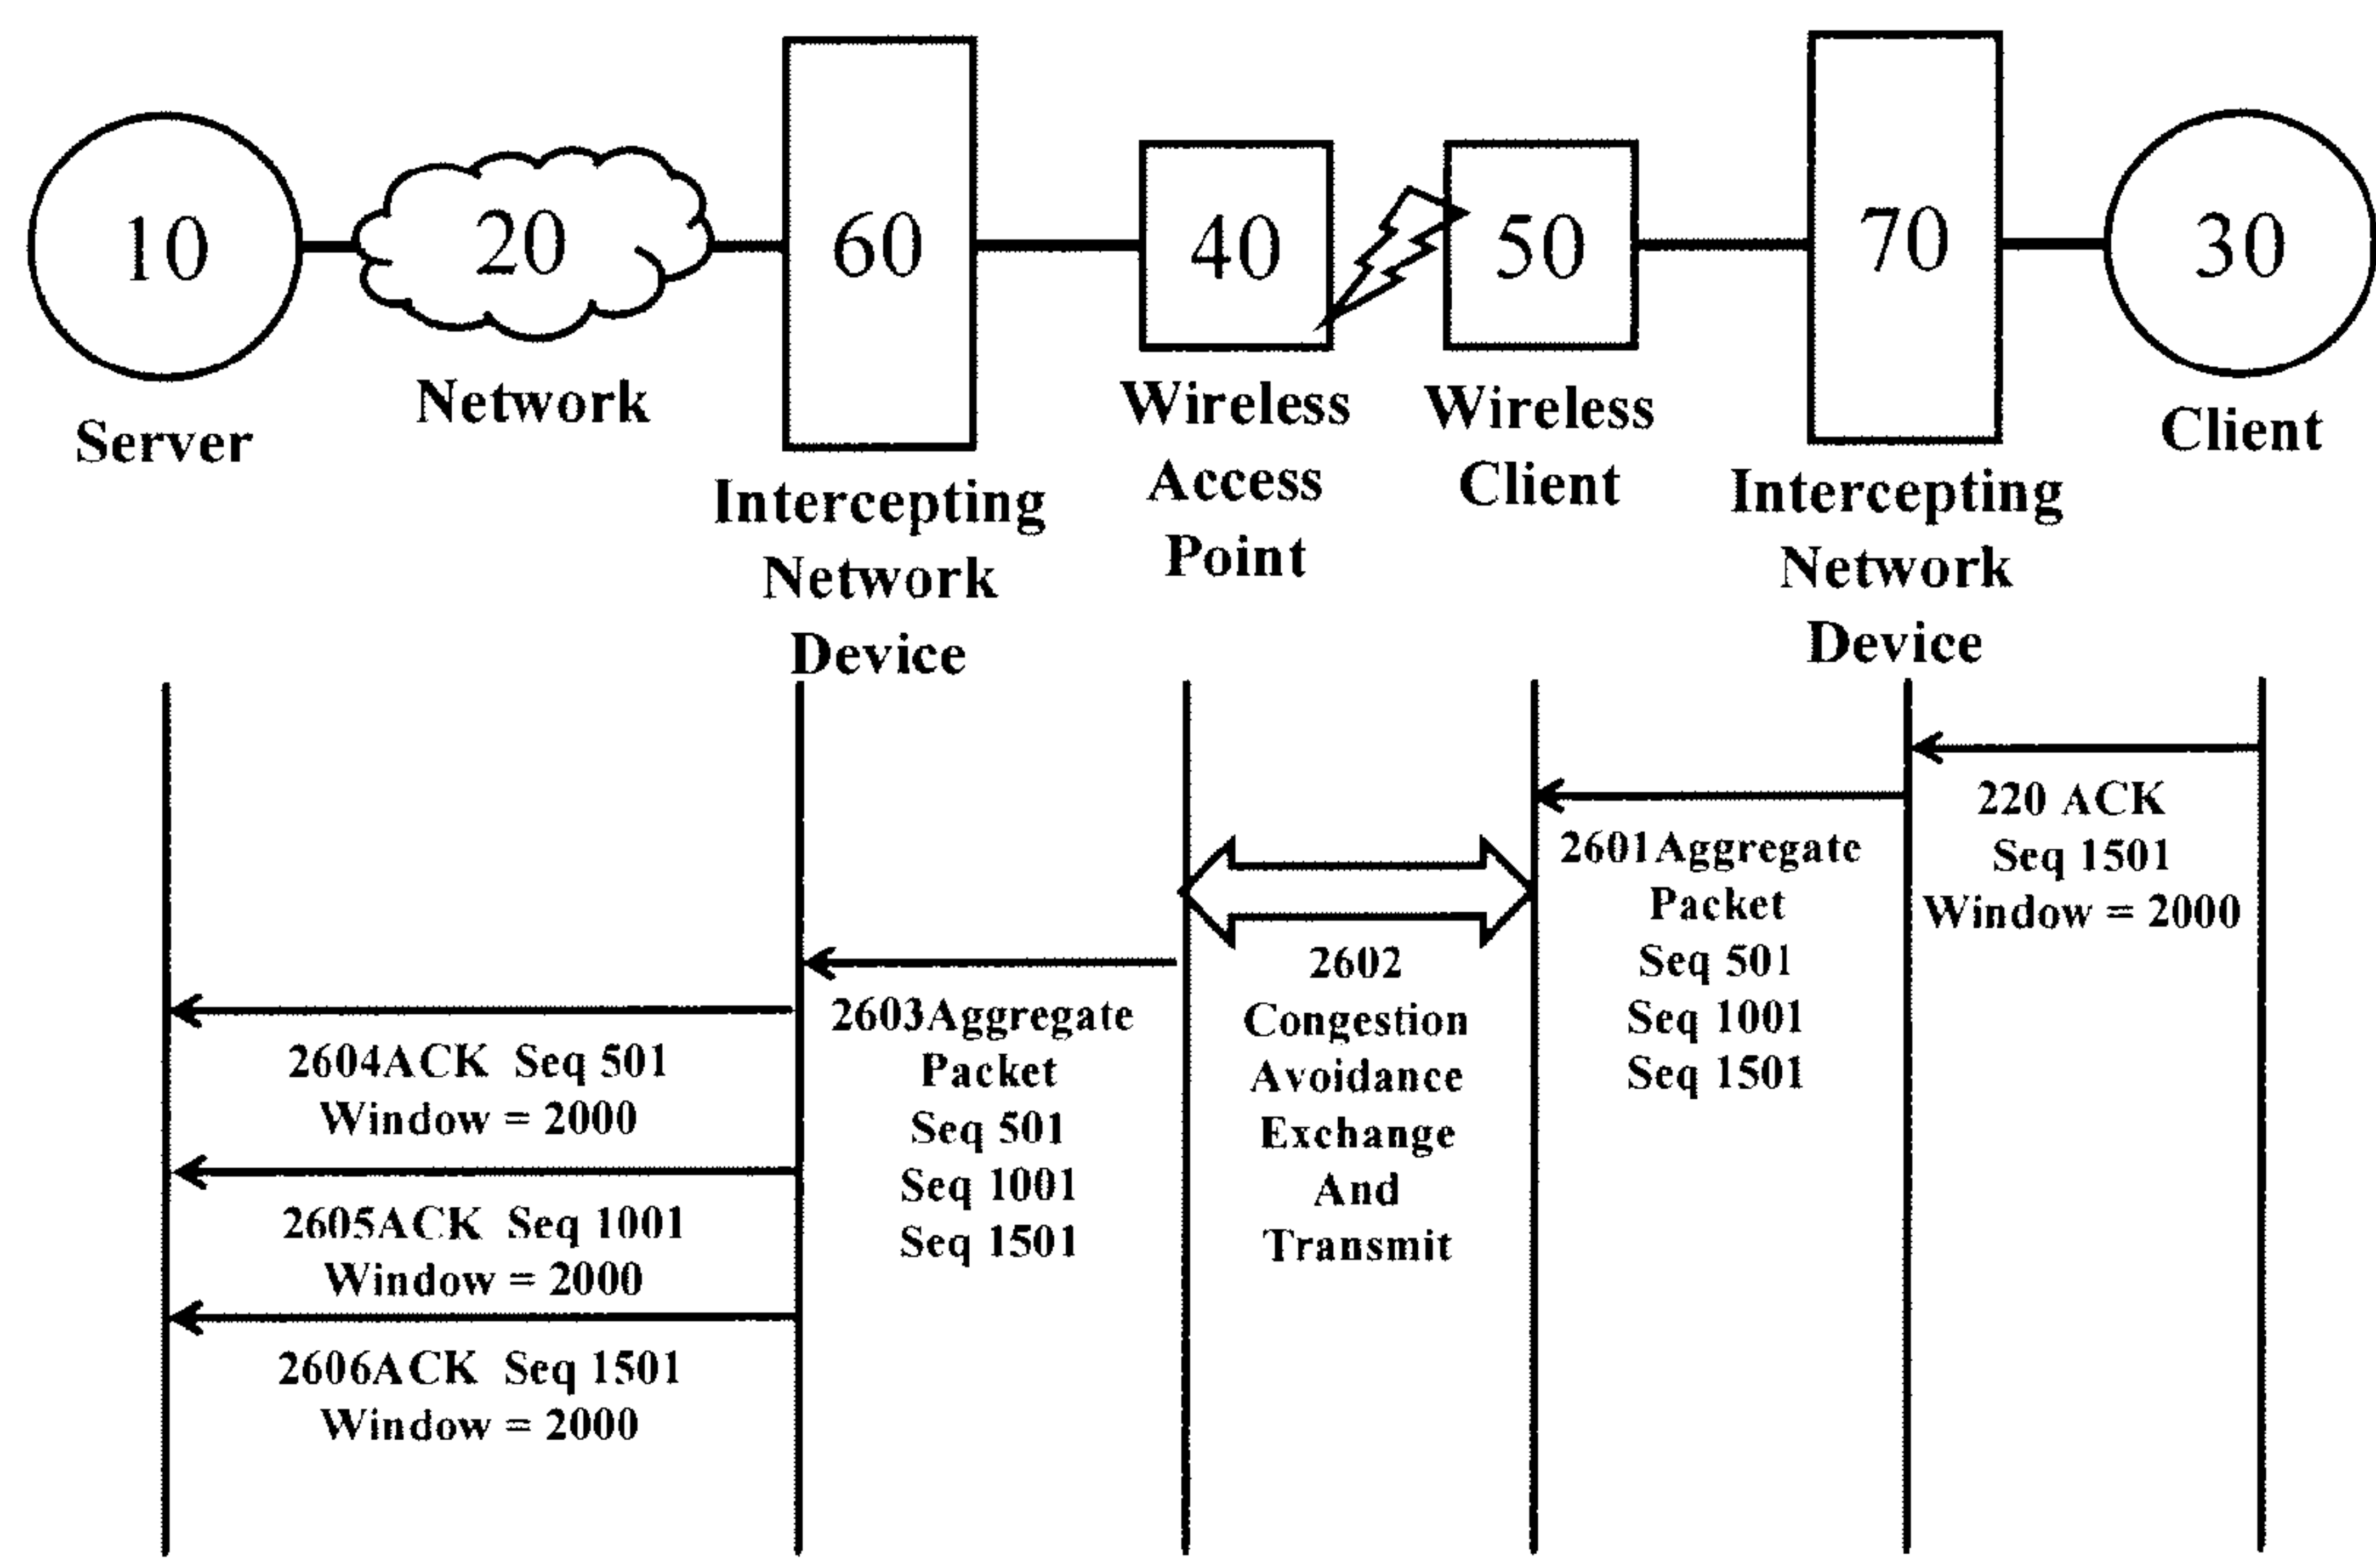 10
20
60
40
50
70
30
Server
Network
Intercepting
Network
Device
Wireless
Access
Point
Wireless
Client
Intercepting
Network
Device
Client
220 ACK
Seq 1501
Window = 2000
2601Aggregate
Packet
Seq 501
Seq 1001
Seq 1501
2602
Congestion
Avoidance
Exchange
And
Transmit
2603Aggregate
Packet
Seq 501
Seq 1001
Seq 1501
2604ACK Seq 501
Window = 2000
2605ACK Seq 1001
Window = 2000
2606ACK Seq 1501
Window = 2000